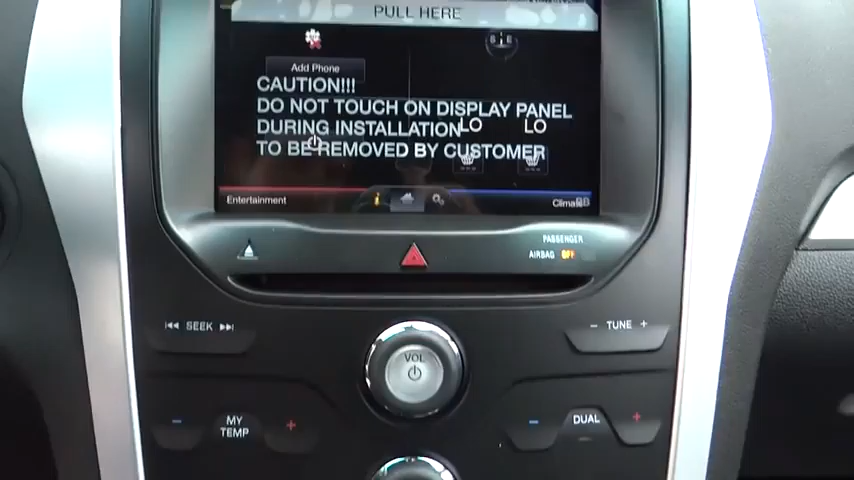 PULL HERE
Add Phone
CAUTION!!!
DO NOT TOUCH ON DISPLAY PANEL
DURING INSTALLATION
LO LO
TO BE REMOVED BY CUSTOMER
Entertainment
i
Climate
PASSENGER
AIRBAG OFF
SEEK
VOL
− TUNE +
− MY TEMP +
− DUAL +